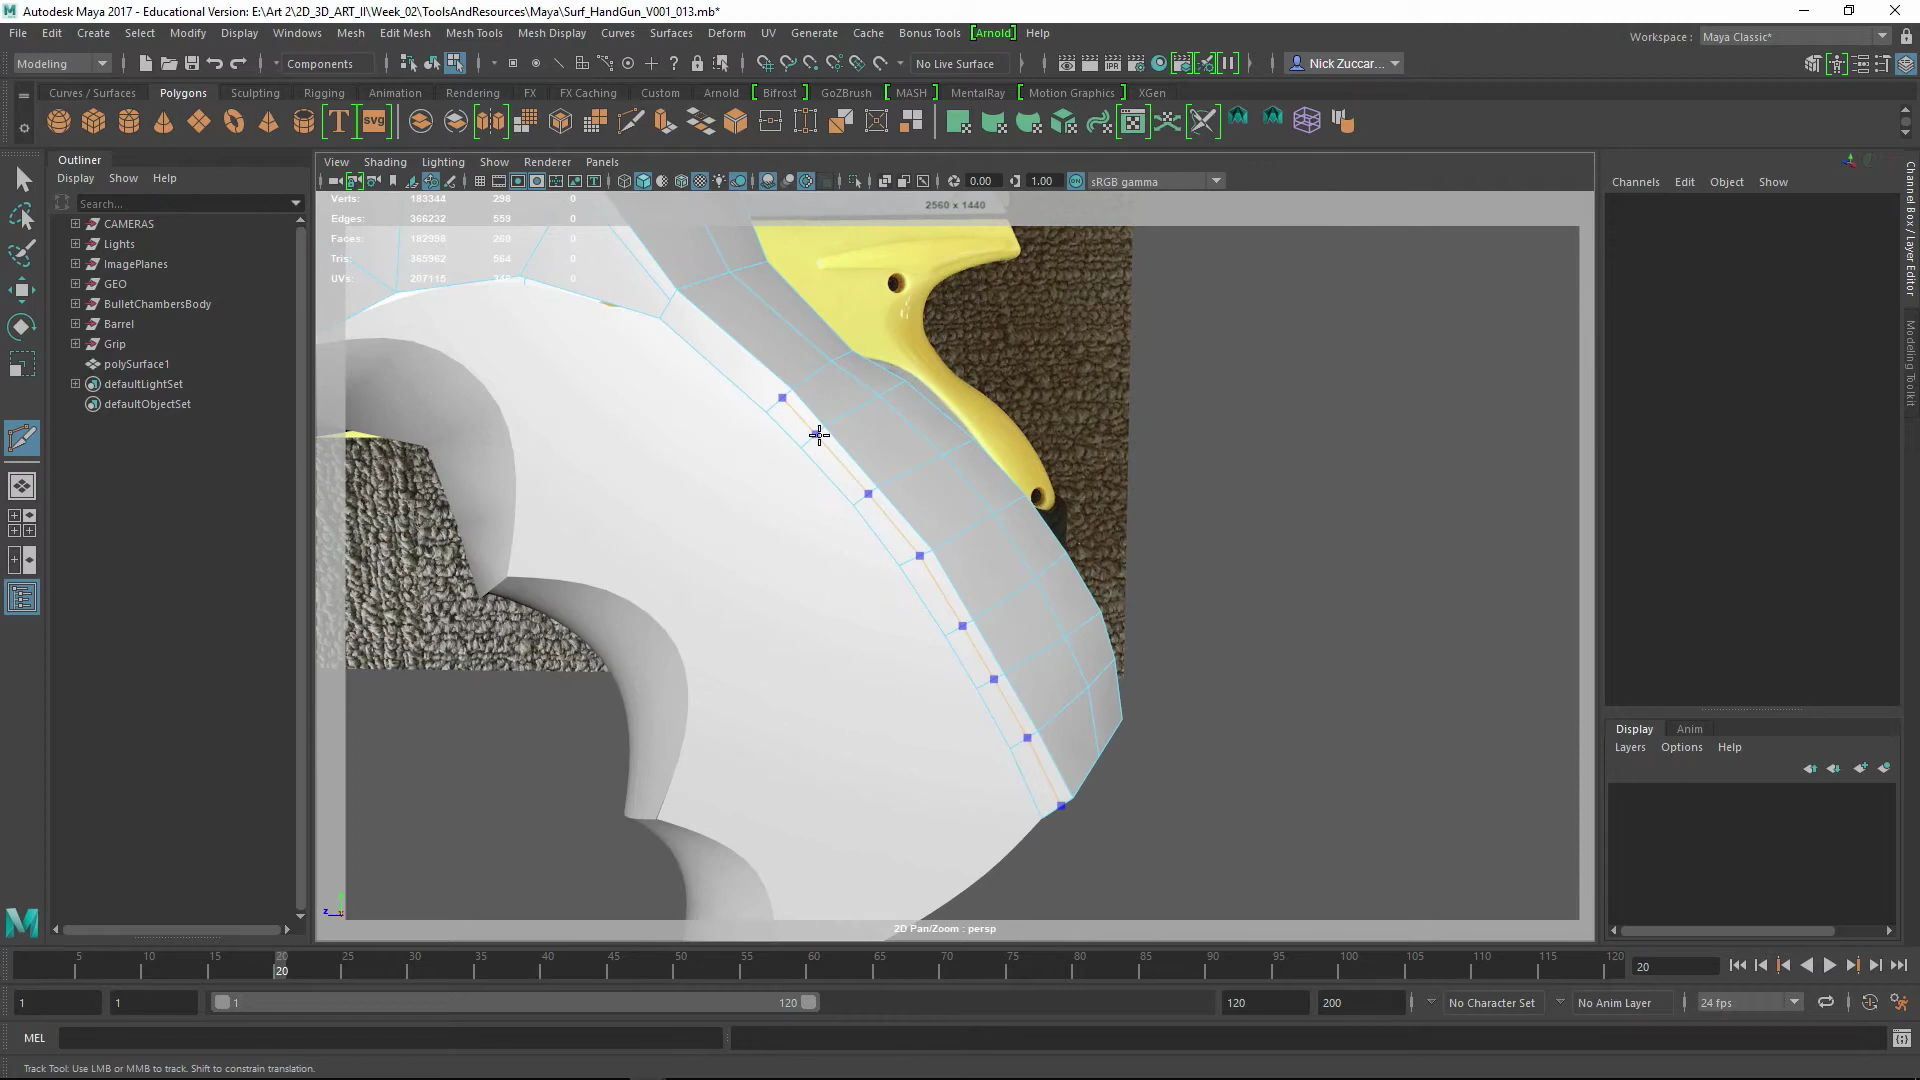 Autodesk Maya 2017 - Educational Version: E:\Art 2\2D_3D_ART_II\Week_02\ToolsAndResources\Maya\Surf_HandGun_V001_013.mb*
File Edit Create Select Modify Display Windows Mesh Edit Mesh Mesh Tools Mesh Display Curves Surfaces Deform UV Generate Cache Bonus Tools [Arnold] Help
Workspace : Maya Classic*
Modeling Components No Live Surface Nick Zuccar...
Curves / Surfaces Polygons Sculpting Rigging Animation Rendering FX FX Caching Custom Arnold Bifrost GoZBrush MASH MentalRay Motion Graphics XGen
T svg
Outliner
Display Show Help
Search...
CAMERAS
Lights
ImagePlanes
GEO
BulletChambersBody
Barrel
Grip
polySurface1
defaultLightSet
defaultObjectSet
View Shading Lighting Show Renderer Panels
0.00 1.00 ON sRGB gamma
Verts: 183344 298 0
2560 x 1440
Edges: 366232 559 0
Faces: 182998 260 0
Tris: 365962 564 0
UVs: 207115 0
2D Pan/Zoom : persp
z
Channels Edit Object Show
Channel Box / Layer Editor
Modeling Toolkit
Display Anim
Layers Options Help
5 10 15 20 25 30 35 40 45 50 55 60 65 70 75 80 85 90 95 100 105 110 115 120
20
20
1 1 1 120 120 200 No Character Set No Anim Layer 24 fps
MEL
Track Tool: Use LMB or MMB to track. Shift to constrain translation.